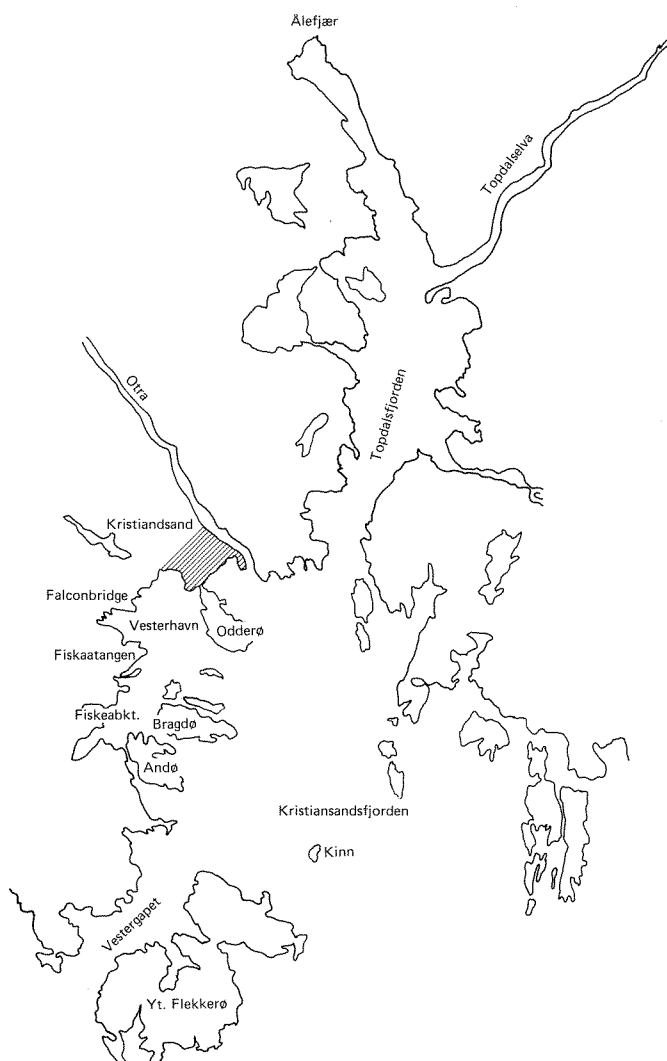 Ålefjær
Topdalselva
Otra
Topdalsfjorden
Kristiandsand
Falconbridge
Vesterhavn
Odderø
Fiskaatangen
Fiskeabkt.
Bragdø
Andø
Kristiansandsfjorden
Kinn
Vestergapet
Yt. Flekkerø